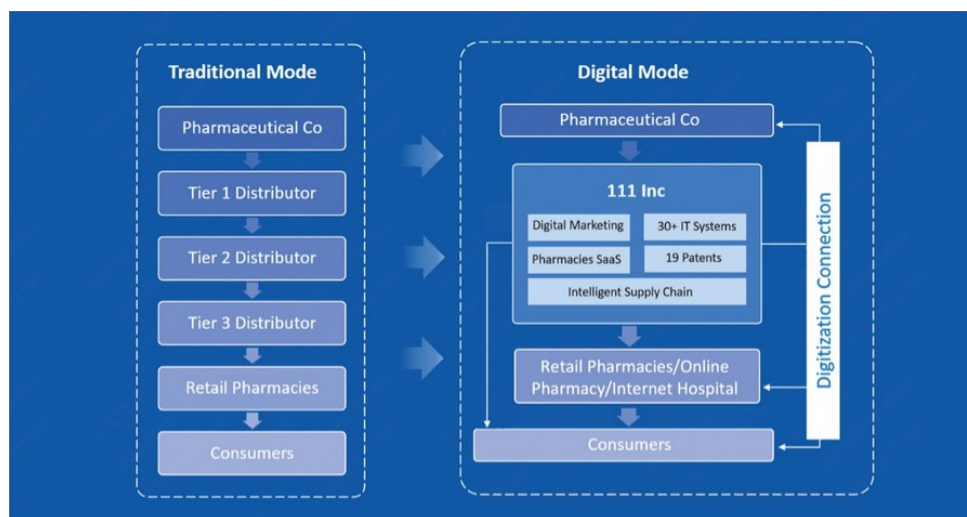 Traditional Mode
Pharmaceutical Co
Tier 1 Distributor
Tier 2 Distributor
Tier 3 Distributor
Retail Pharmacies
Consumers
Digital Mode
Pharmaceutical Co
111 Inc
Digital Marketing
30+ IT Systems
Pharmacies SaaS
19 Patents
Intelligent Supply Chain
Retail Pharmacies/Online
Pharmacy/Internet Hospital
Consumers
Digitization Connection